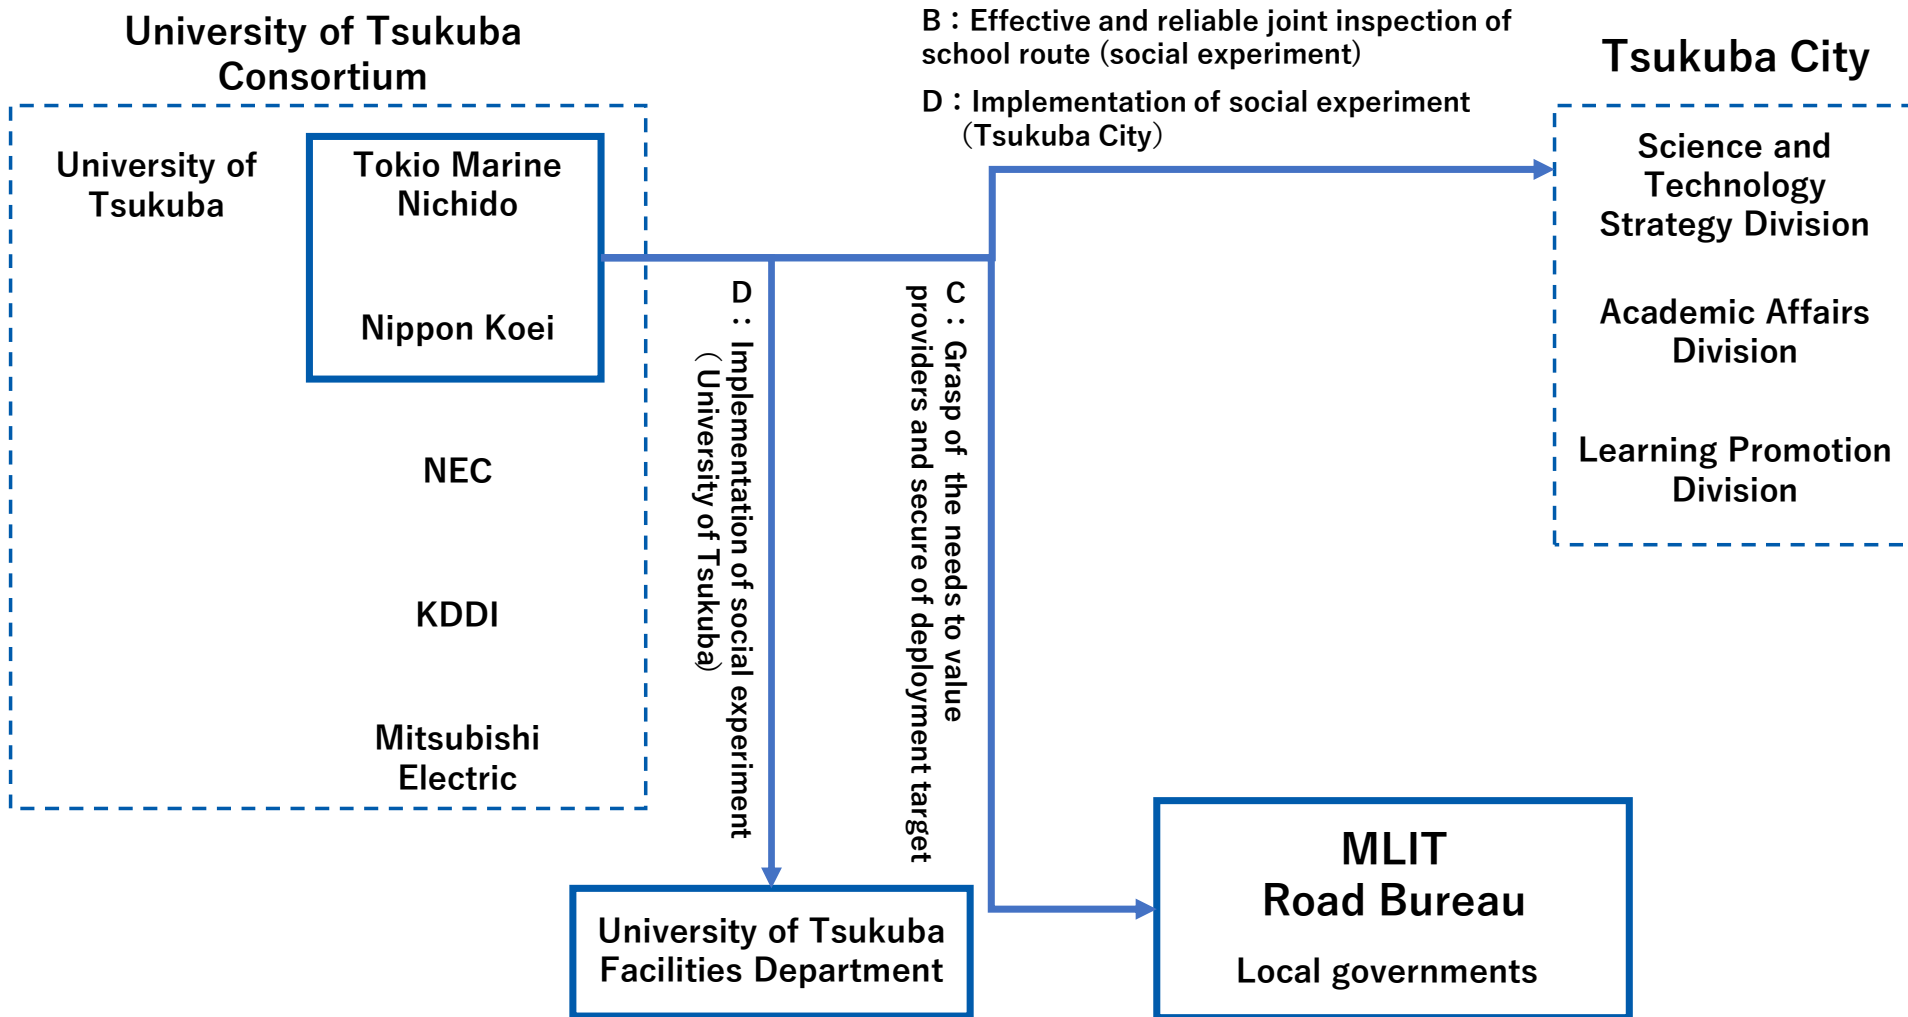 University of Tsukuba
Consortium
University of
Tsukuba
Tokio Marine
Nichido
Nippon Koei
NEC
KDDI
Mitsubishi
Electric
B：Effective and reliable joint inspection of
school route (social experiment)
D：Implementation of social experiment
（Tsukuba City）
D：Implementation of social experiment
（University of Tsukuba）
C：Grasp of the needs to value
providers and secure of deployment target
Tsukuba City
Science and
Technology
Strategy Division
Academic Affairs
Division
Learning Promotion
Division
University of Tsukuba
Facilities Department
MLIT
Road Bureau
Local governments